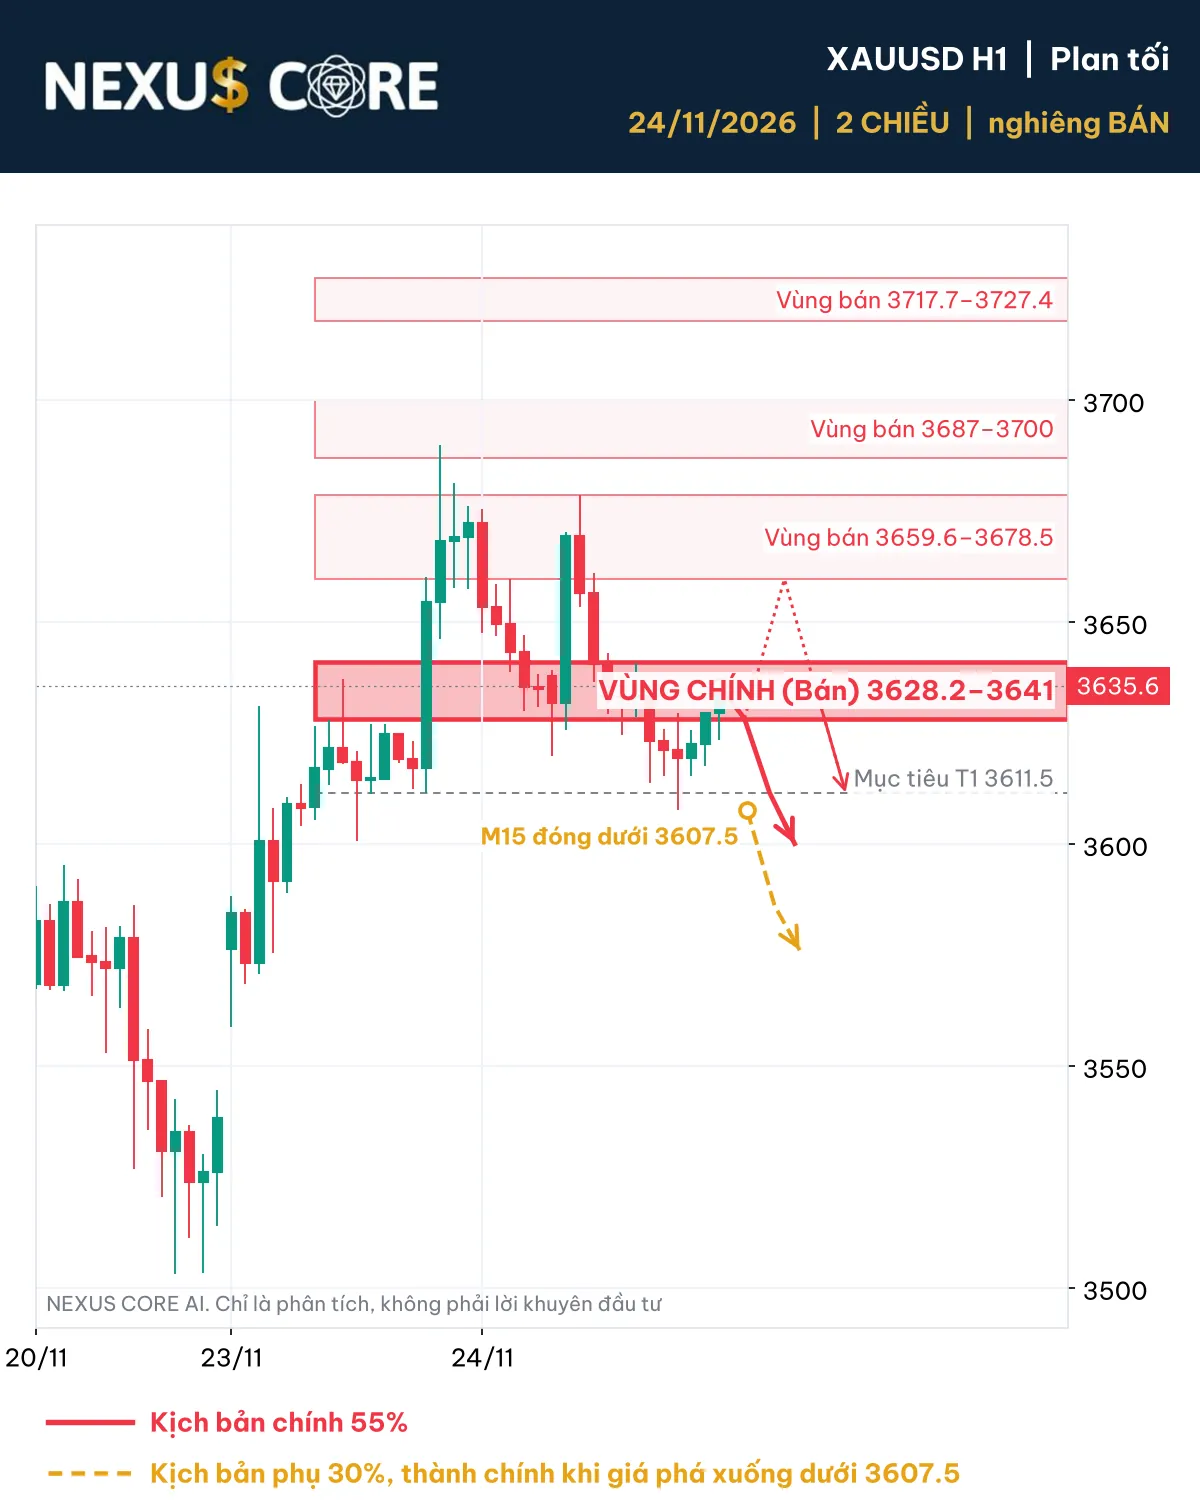 NEXU$ CORE
XAUUSD H1 | Plan tối
24/11/2026 | 2 CHIỀU | nghiêng BÁN
Vùng bán 3717.7–3727.4
3700
Vùng bán 3687–3700
Vùng bán 3659.6–3678.5
3650
VÙNG CHÍNH (Bán) 3628.2–3641
3635.6
Mục tiêu T1 3611.5
M15 đóng dưới 3607.5
3600
3550
3500
NEXUS CORE AI. Chỉ là phân tích, không phải lời khuyên đầu tư
20/11 23/11 24/11
Kịch bản chính 55%
Kịch bản phụ 30%, thành chính khi giá phá xuống dưới 3607.5